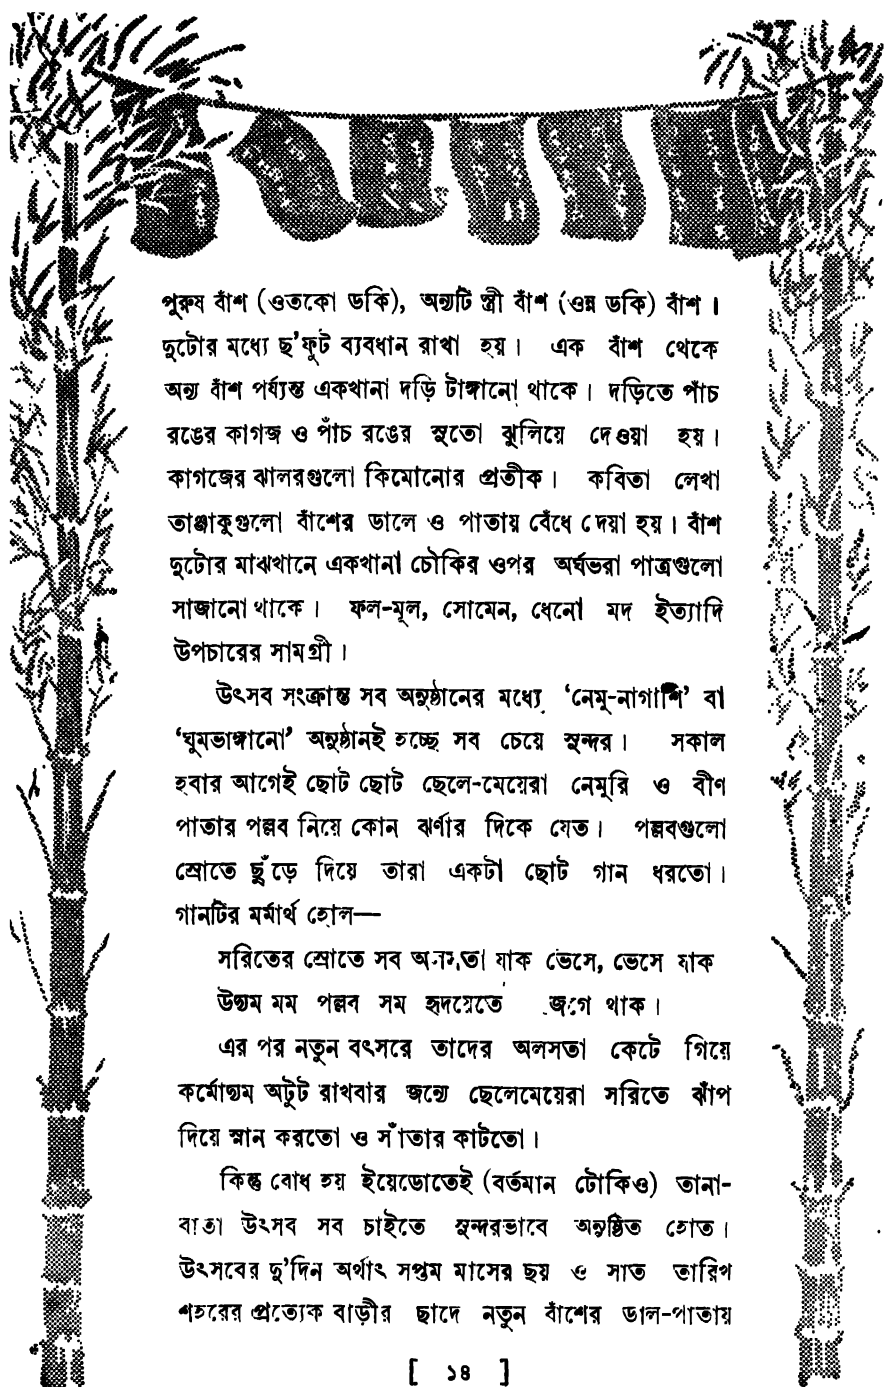 পুরুষ বাঁশ (ওতকো ডকি), অন্যটি স্ত্রী বাঁশ (ওন্ন ডকি) বাঁশ।
দুটোর মধ্যে ছ’ফুট ব্যবধান রাখা হয়। এক বাঁশ থেকে
অন্য বাঁশ পর্য্যন্ত একখানা দড়ি টাঙ্গানো থাকে। দড়িতে পাঁচ
রঙের কাগজ ও পাঁচ রঙের সুতো ঝুলিয়ে দেওয়া হয়।
কাগজের ঝালরগুলো কিমোনোর প্রতীক। কবিতা লেখা
তাঞ্জাকুগুলো বাঁশের ডালে ও পাতায় বেঁধে দেয়া হয়। বাঁশ
দুটোর মাঝখানে একখানা চৌকির ওপর অর্ঘভরা পাত্রগুলো
সাজানো থাকে। ফল-মূল, সোমেন, ধেনো মদ ইত্যাদি
উপচারের সামগ্রী।
উৎসব সংক্রান্ত সব অনুষ্ঠানের মধ্যে ‘নেমু-নাগাশি’ বা
‘ঘুমভাঙ্গানো’ অনুষ্ঠানই হচ্ছে সব চেয়ে সুন্দর। সকাল
হবার আগেই ছোট ছোট ছেলে-মেয়েরা নেমুরি ও বীণ
পাতার পল্লব নিয়ে কোন ঝর্ণার দিকে যেত। পল্লবগুলো
স্রোতে ছুঁড়ে দিয়ে তারা একটা ছোট গান ধরতো।
গানটির মর্মার্থ হোল—
সরিতের স্রোতে সব যাক ভেসে, ভেসে যাক
উদ্যম মম পল্লব সম হৃদয়েতে জেগে থাক।
এর পর নতুন বৎসরে তাদের অলসতা কেটে গিয়ে
কর্মোদ্যম অটুট রাখবার জন্যে ছেলেমেয়েরা সরিতে ঝাঁপ
দিয়ে স্নান করতো ও সাঁতার কাটতো।
কিন্তু বোধ হয় ইয়েডোতেই (বর্তমান টোকিও) তানা-
বাতা উৎসব সব চাইতে সুন্দরভাবে অনুষ্ঠিত হোত।
উৎসবের দু’দিন অর্থাৎ সপ্তম মাসের ছয় ও সাত তারিখ
শহরের প্রত্যেক বাড়ীর ছাদে নতুন বাঁশের ডাল-পাতায়
[ ১৪ ]